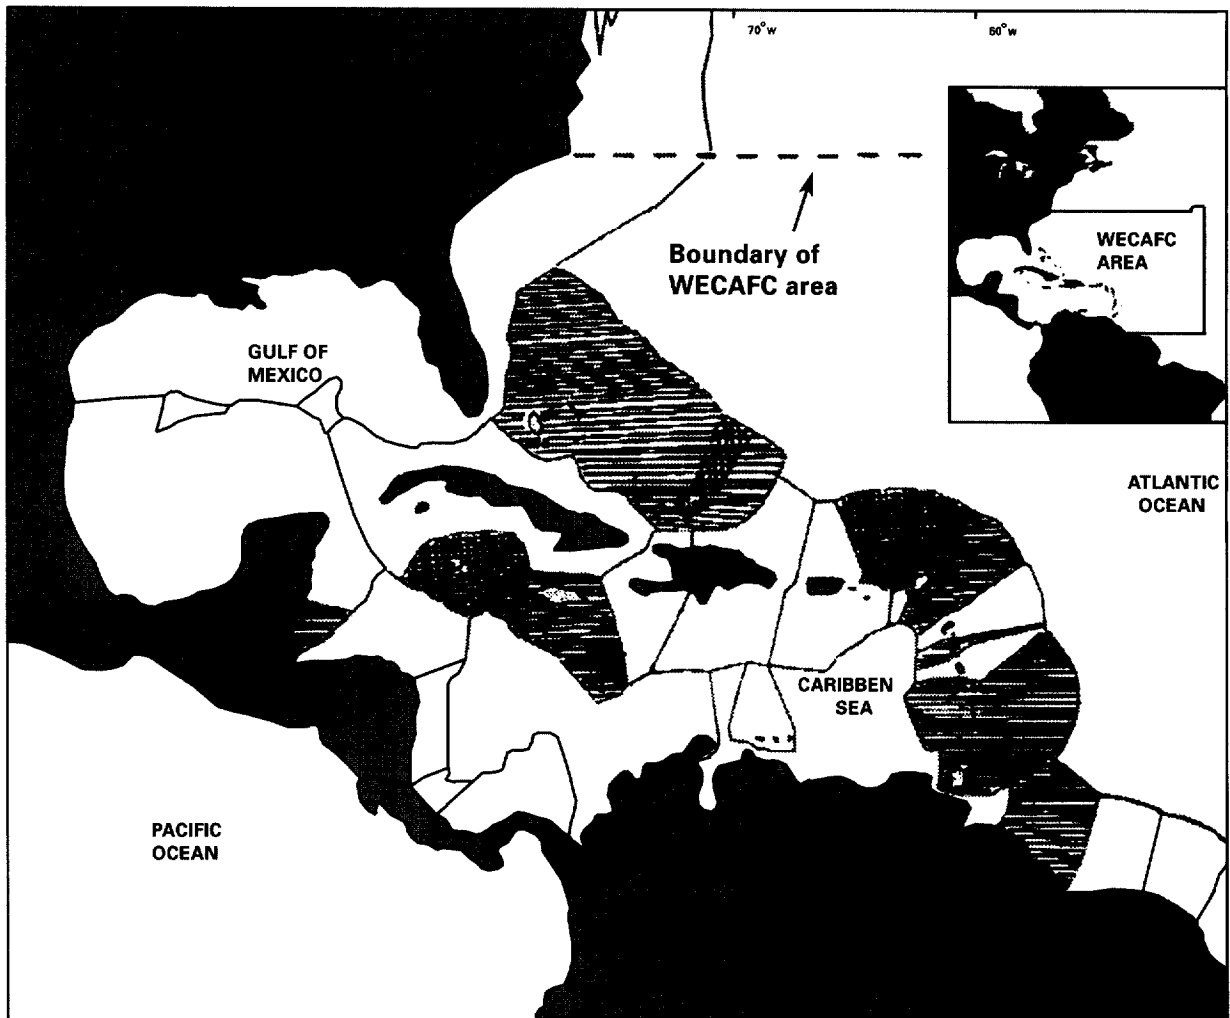 70°w
60°w
WECAFC
AREA
Boundary of
WECAFC area
GULF OF
MEXICO
ATLANTIC
OCEAN
CARIBBEN
SEA
PACIFIC
OCEAN